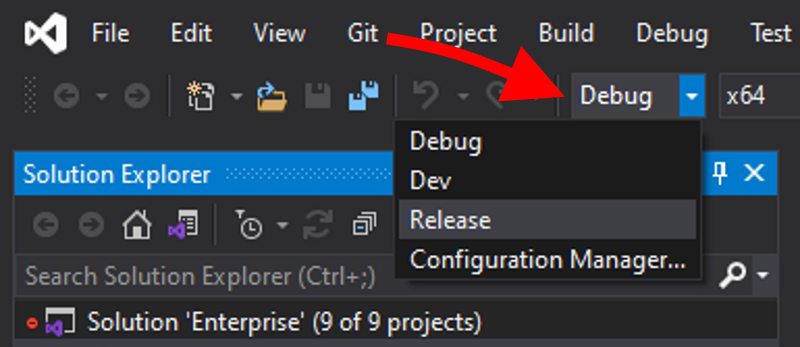 File Edit View Git Project Build Debug Test
Debug x64
Debug
Dev
Release
Configuration Manager...
Solution Explorer
Search Solution Explorer (Ctrl+;)
Solution 'Enterprise' (9 of 9 projects)